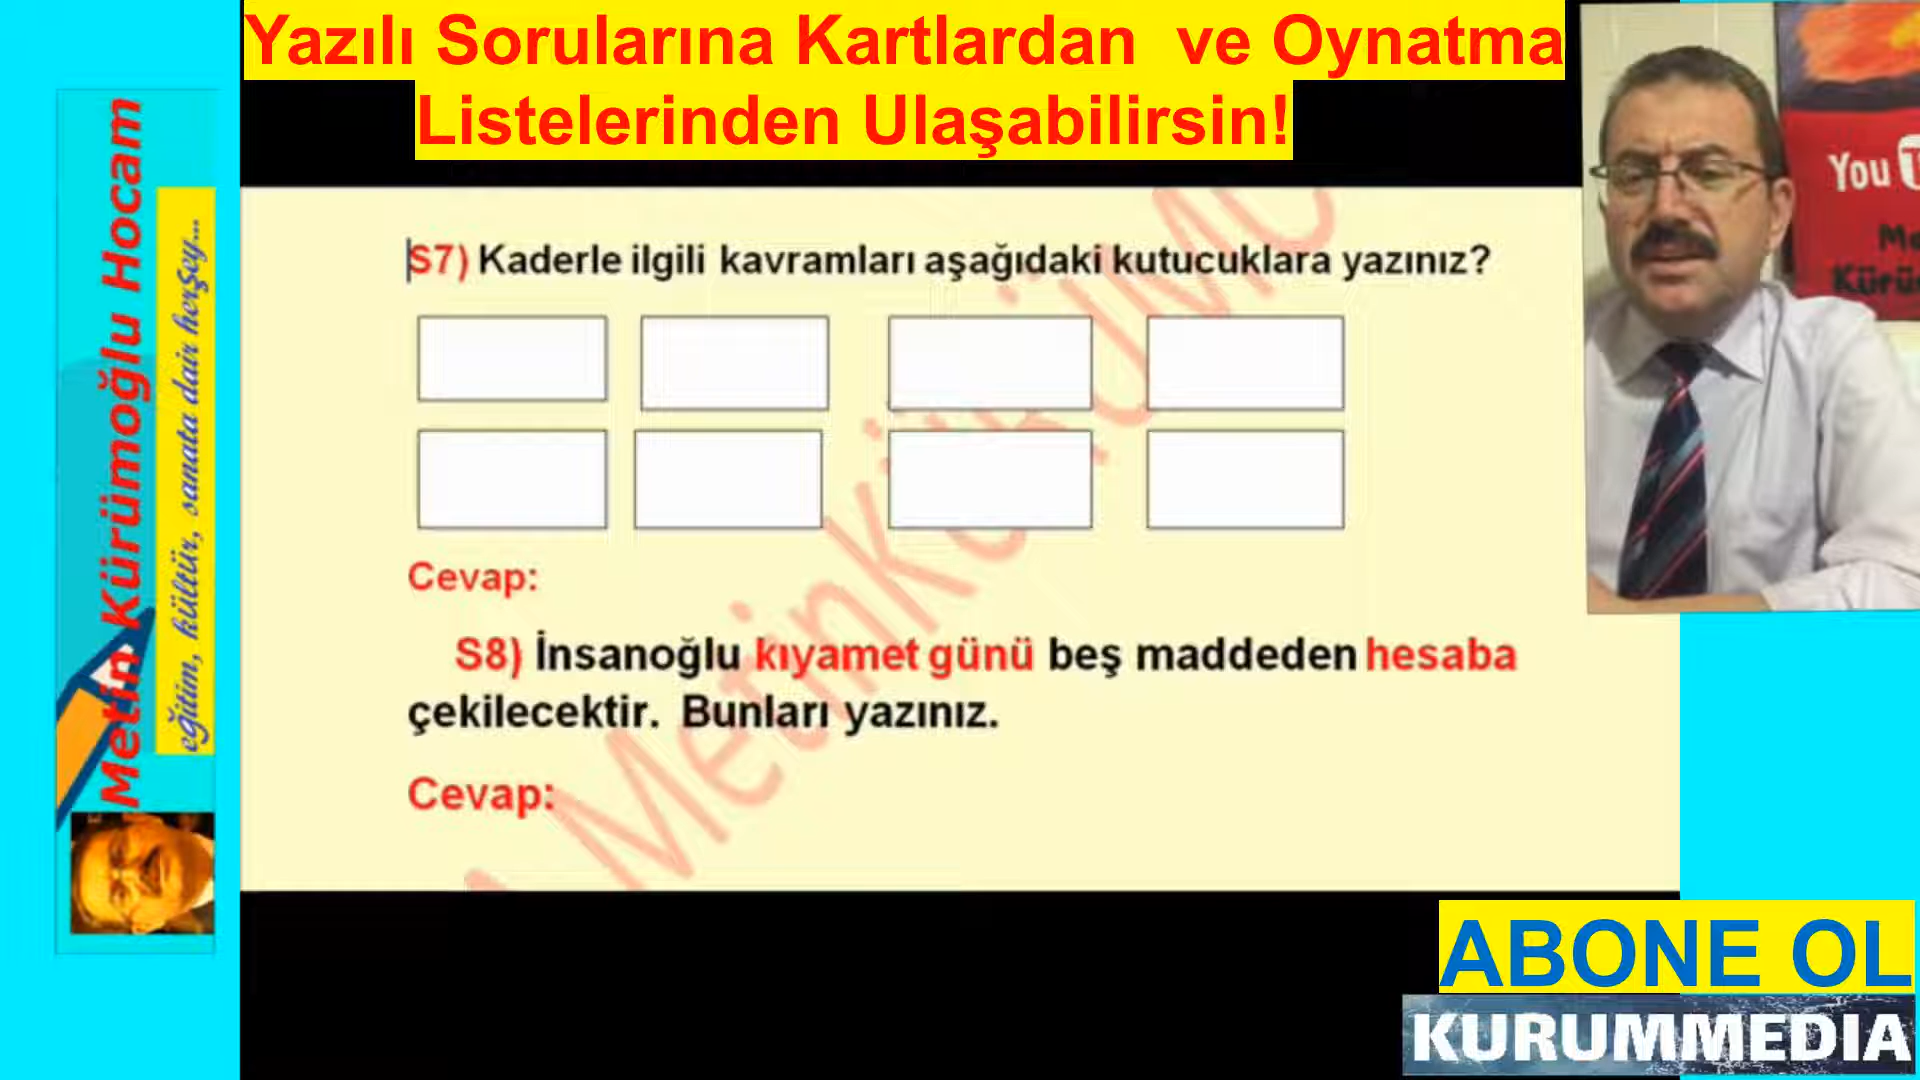 Yazılı Sorularına Kartlardan ve Oynatma
Listelerinden Ulaşabilirsin!
Metin Kürümoğlu Hocam
eğitim, kültür, sanata dair herşey...
You
S7) Kaderle ilgili kavramları aşağıdaki kutucuklara yazınız?
Cevap:
S8) İnsanoğlu kıyamet günü beş maddeden hesaba
çekilecektir. Bunları yazınız.
Cevap:
ABONE OL
KURUMMEDIA